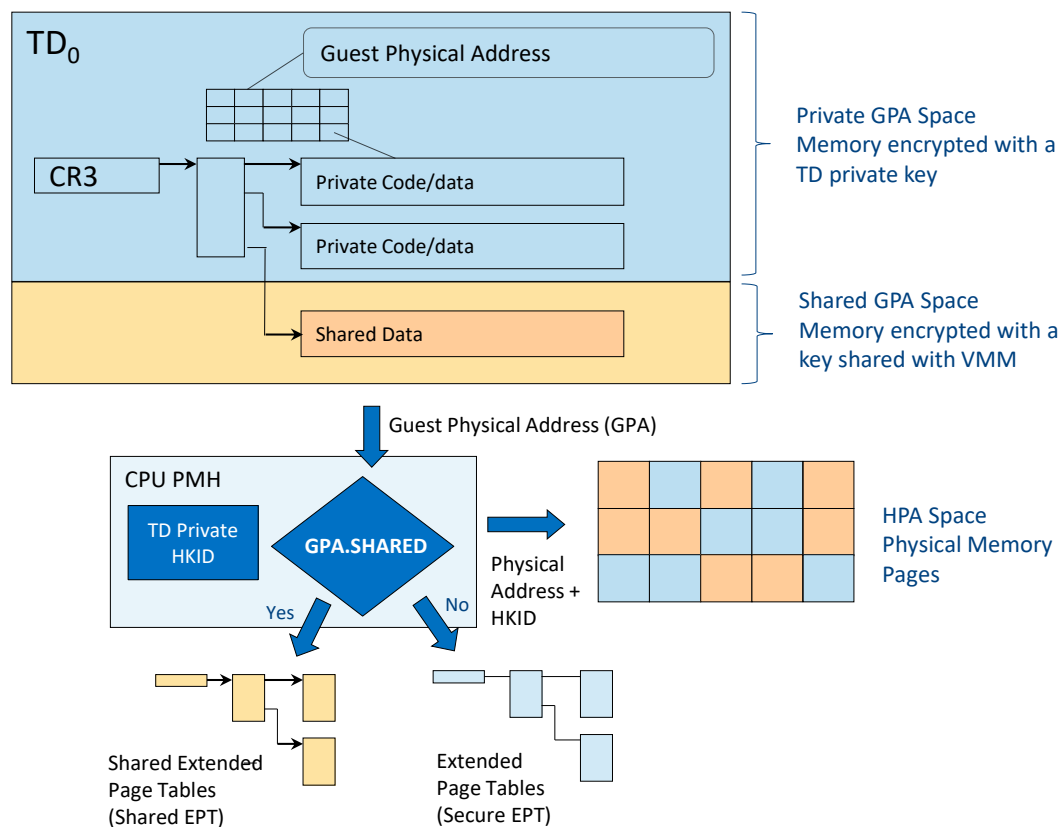 TD0
Guest Physical Address
CR3
Private Code/data
Private Code/data
Shared Data
Private GPA Space
Memory encrypted with a
TD private key
Shared GPA Space
Memory encrypted with a
key shared with VMM
Guest Physical Address (GPA)
CPU PMH
TD Private
HKID
GPA.SHARED
Yes
No
Physical
Address +
HKID
HPA Space
Physical Memory
Pages
Shared Extended
Page Tables
(Shared EPT)
Extended
Page Tables
(Secure EPT)